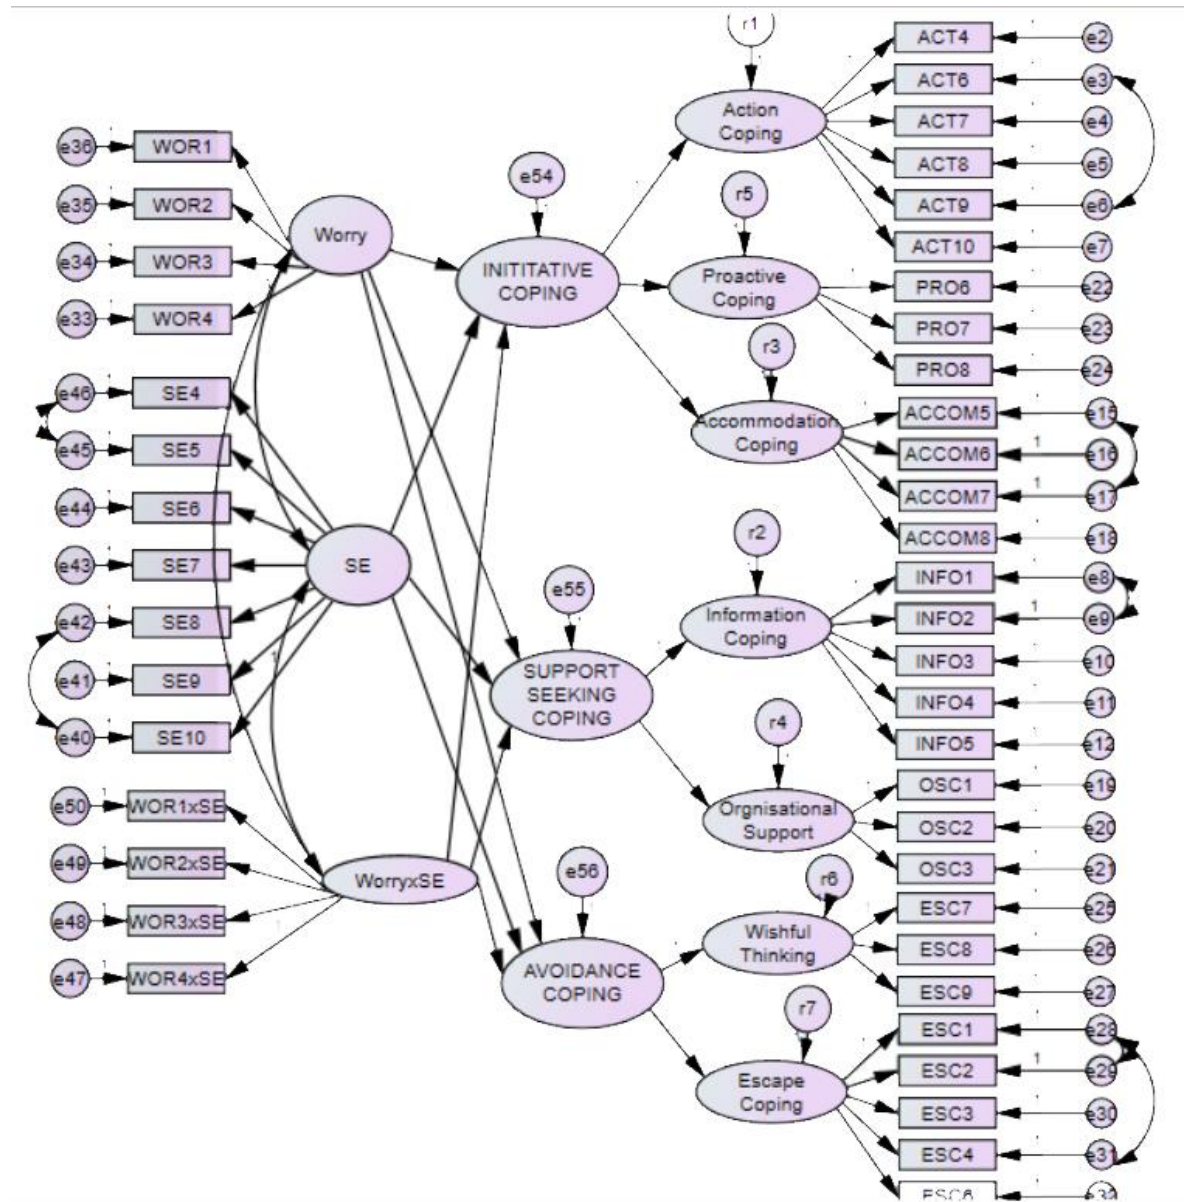 r1
ACT4
e2
ACT6
e3
Action
Coping
ACT7
e4
ACT8
e5
ACT9
e6
ACT10
e7
e36
WOR1
e35
WOR2
e34
WOR3
e33
WOR4
Worry
e54
INITITATIVE
COPING
r5
Proactive
Coping
PRO6
e22
PRO7
e23
PRO8
e24
r3
Accommodation
Coping
ACCOM5
e15
ACCOM6
1
e16
ACCOM7
1
e17
ACCOM8
e18
e46
SE4
e45
SE5
e44
SE6
e43
SE7
e42
SE8
e41
SE9
e40
SE10
SE
1
r2
Information
Coping
INFO1
e8
INFO2
1
e9
INFO3
e10
INFO4
e11
INFO5
e12
e55
SUPPORT
SEEKING
COPING
r4
Orgnisational
Support
OSC1
e19
OSC2
e20
OSC3
e21
e50
WOR1xSE
e49
WOR2xSE
e48
WOR3xSE
e47
WOR4xSE
WorryxSE
e56
AVOIDANCE
COPING
r6
Wishful
Thinking
ESC7
e25
ESC8
e26
ESC9
e27
r7
Escape
Coping
ESC1
e28
ESC2
1
e29
ESC3
e30
ESC4
e31
ESC6
e32